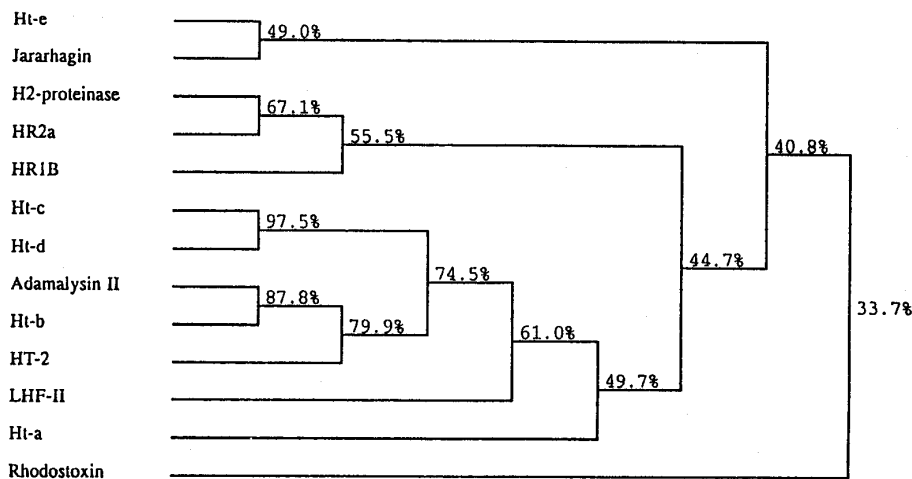 Ht-e
49.0%
Jararhagin
H2-proteinase
67.1%
HR2a
55.5%
HR1B
40.8%
Ht-c
97.5%
Ht-d
44.7%
74.5%
Adamalysin II
87.8%
33.7%
Ht-b
79.9%
61.0%
HT-2
49.7%
LHF-II
Ht-a
Rhodostoxin